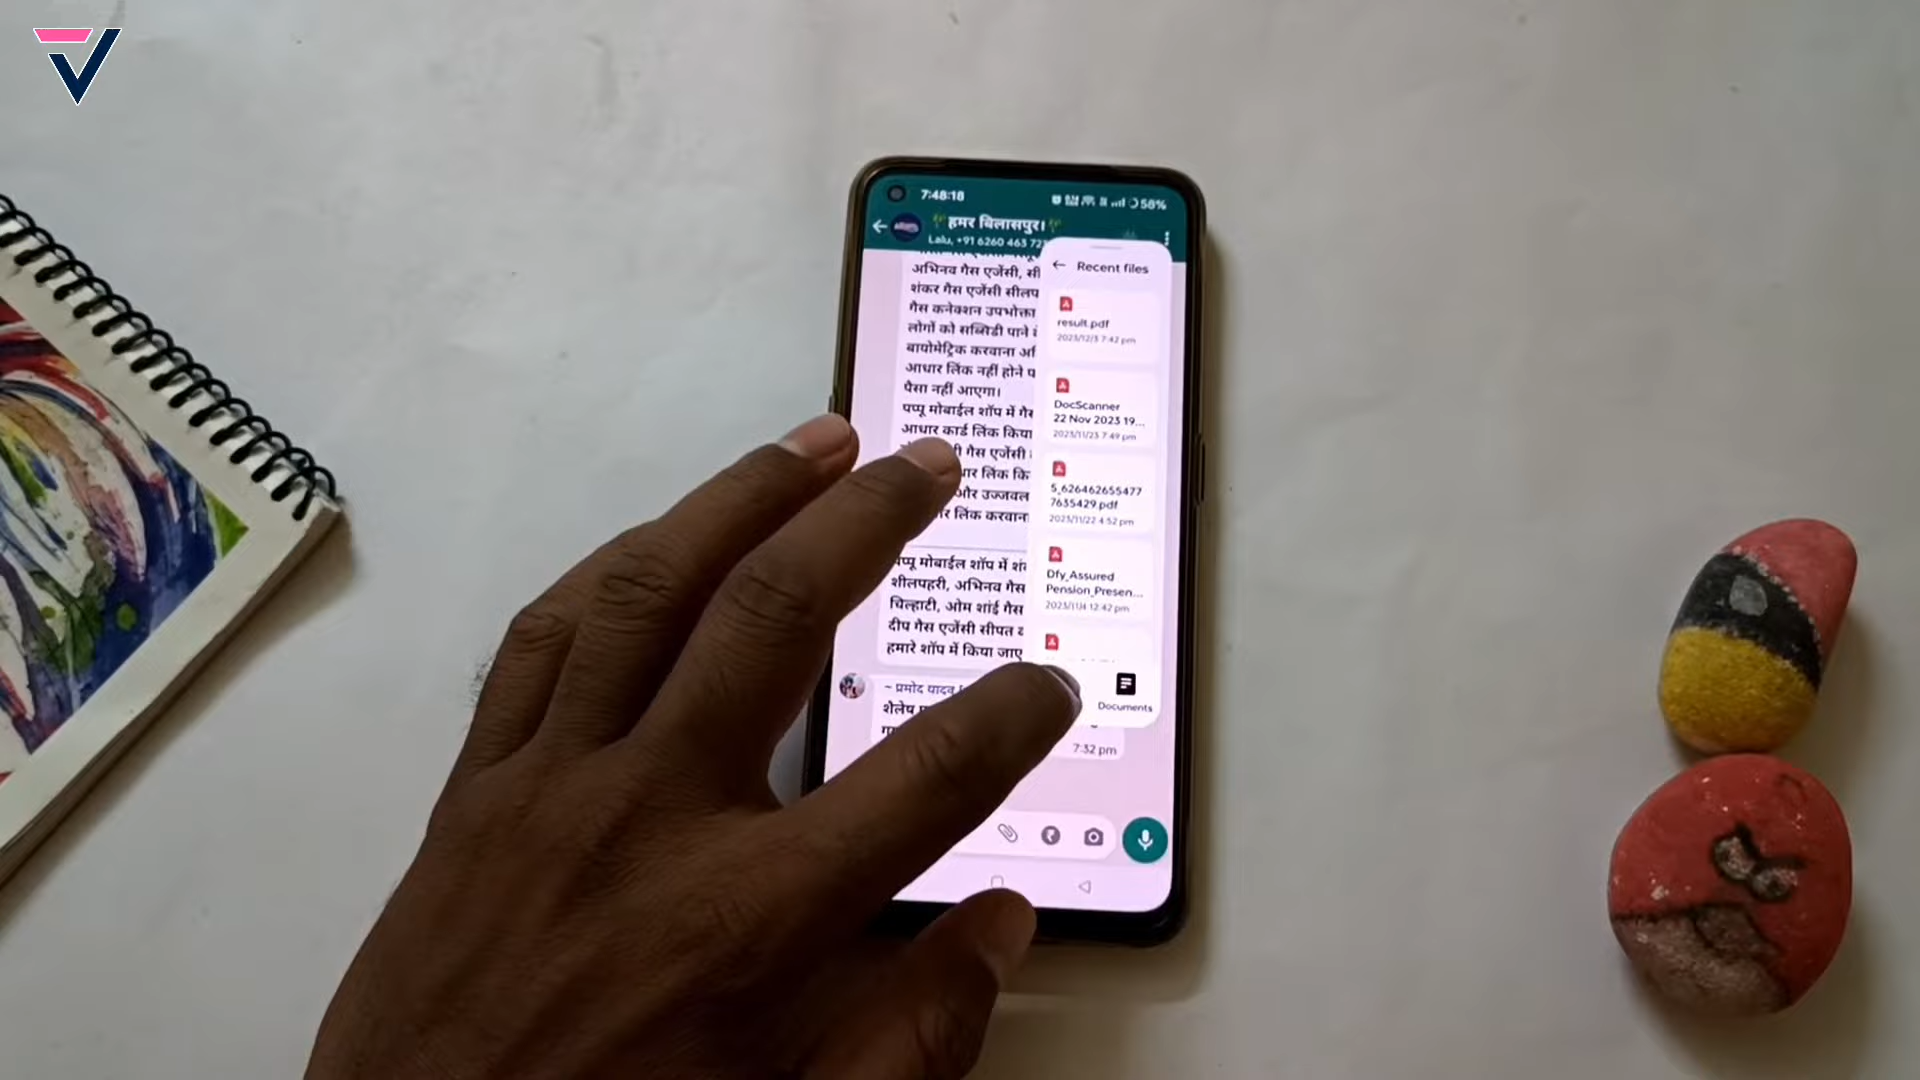 7:48:18
58%
हमर बिलासपुर।
Lalu, +91 6260 463 72
अभिनव गैस एजेंसी, सी
शंकर गैस एजेंसी सीलप
गैस कनेक्शन उपभोक्ता
लोगों को सब्सिडी पाने
बायोमेट्रिक करवाना अ
आधार लिंक नहीं होने प
पैसा नहीं आएगा।
पप्पू मोबाईल शॉप में गै
आधार कार्ड लिंक किया
गैस एजेंसी
लिंक कि
और उज्जवल
लिंक करवाना
पप्पू मोबाईल शॉप में शं
शीलपहरी, अभिनव गैस
चिल्हाटी, ओम शांई गैस
दीप गैस एजेंसी सीपत व
हमारे शॉप में किया जाए
~ प्रमोद यादव
शैलेष
7:32 pm
Recent files
result.pdf
2023/12/3 7:42 pm
DocScanner
22 Nov 2023 19...
2023/11/23 7:49 pm
5_626462655477
7635429.pdf
2023/11/22 4:52 pm
Dfy_Assured
Pension_Presen...
2023/11/4 12:42 pm
Documents